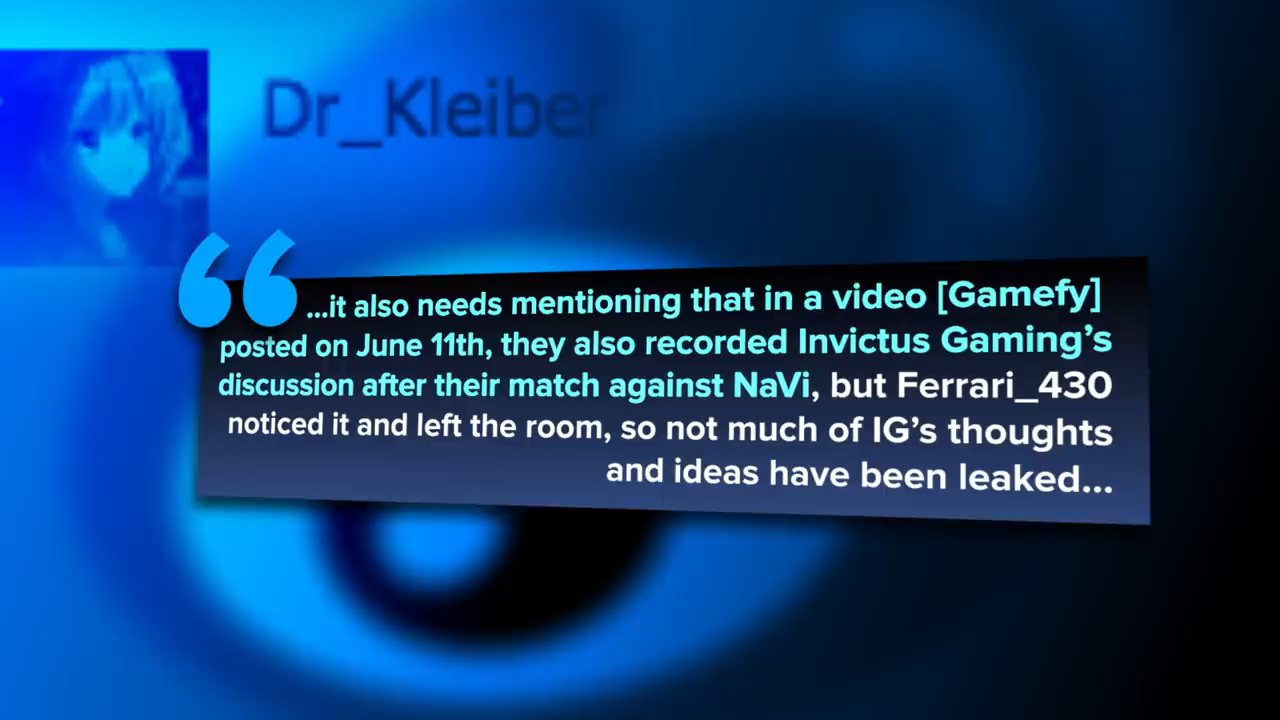 Dr_Kleiber
“ ...it also needs mentioning that in a video [Gamefy]
posted on June 11th, they also recorded Invictus Gaming’s
discussion after their match against NaVi, but Ferrari_430
noticed it and left the room, so not much of IG’s thoughts
and ideas have been leaked...